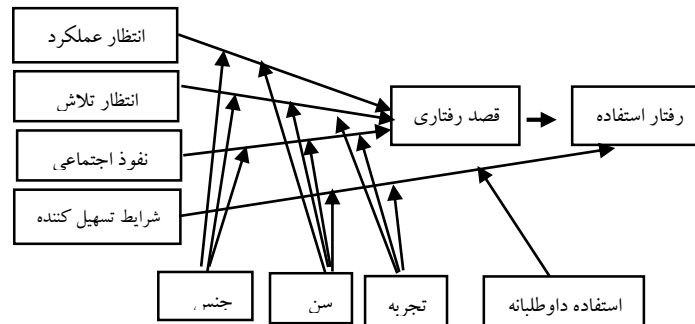 انتظار عملکرد
انتظار تلاش
قصد رفتاری
رفتار استفاده
نفوذ اجتماعی
شرایط تسهیل کننده
جنس
سن
تجربه
استفاده داوطلبانه